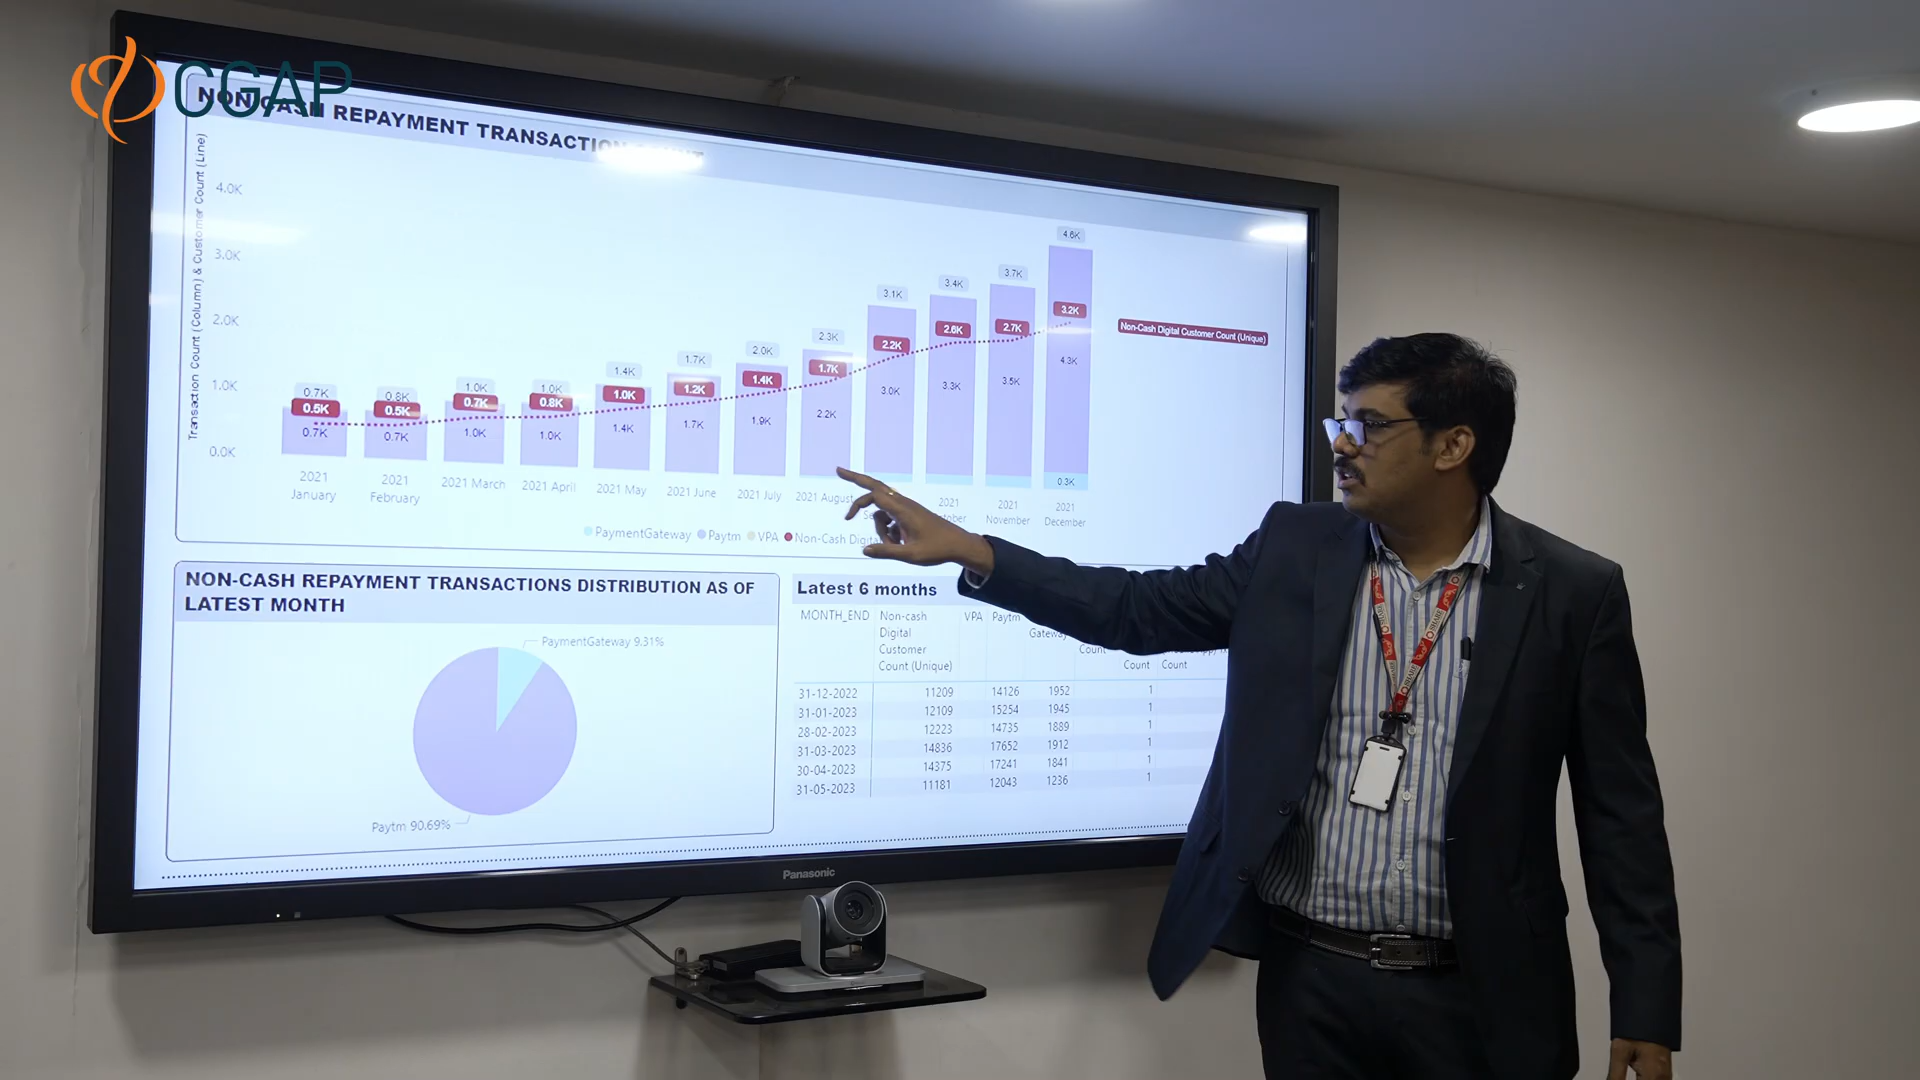 CGAP
NON-CASH REPAYMENT TRANSACTION COUNT
Transaction Count (Column) & Customer Count (Line)
4.0K
3.0K
2.0K
1.0K
0.0K
0.7K 0.8K 1.0K 1.0K 1.4K 1.7K 2.0K 2.3K 3.1K 3.4K 3.7K 4.6K
0.5K 0.5K 0.7K 0.8K 1.0K 1.2K 1.4K 1.7K 2.2K 2.6K 2.7K 3.2K
0.7K 0.7K 1.0K 1.0K 1.4K 1.7K 1.9K 2.2K 3.0K 3.3K 3.5K 4.3K
0.3K
Non-Cash Digital Customer Count (Unique)
2021 January
2021 February
2021 March
2021 April
2021 May
2021 June
2021 July
2021 August
2021
2021 November
2021 December
PaymentGateway Paytm VPA Non-Cash Digital
NON-CASH REPAYMENT TRANSACTIONS DISTRIBUTION AS OF
LATEST MONTH
PaymentGateway 9.31%
Paytm 90.69%
Latest 6 months
MONTH_END Non-cash Digital Customer Count (Unique) VPA Paytm Gateway Count Count Count
31-12-2022 11209 14126 1952 1
31-01-2023 12109 15254 1945 1
28-02-2023 12223 14735 1889 1
31-03-2023 14836 17652 1912 1
30-04-2023 14375 17241 1841 1
31-05-2023 11181 12043 1236 1
Panasonic
SHARE